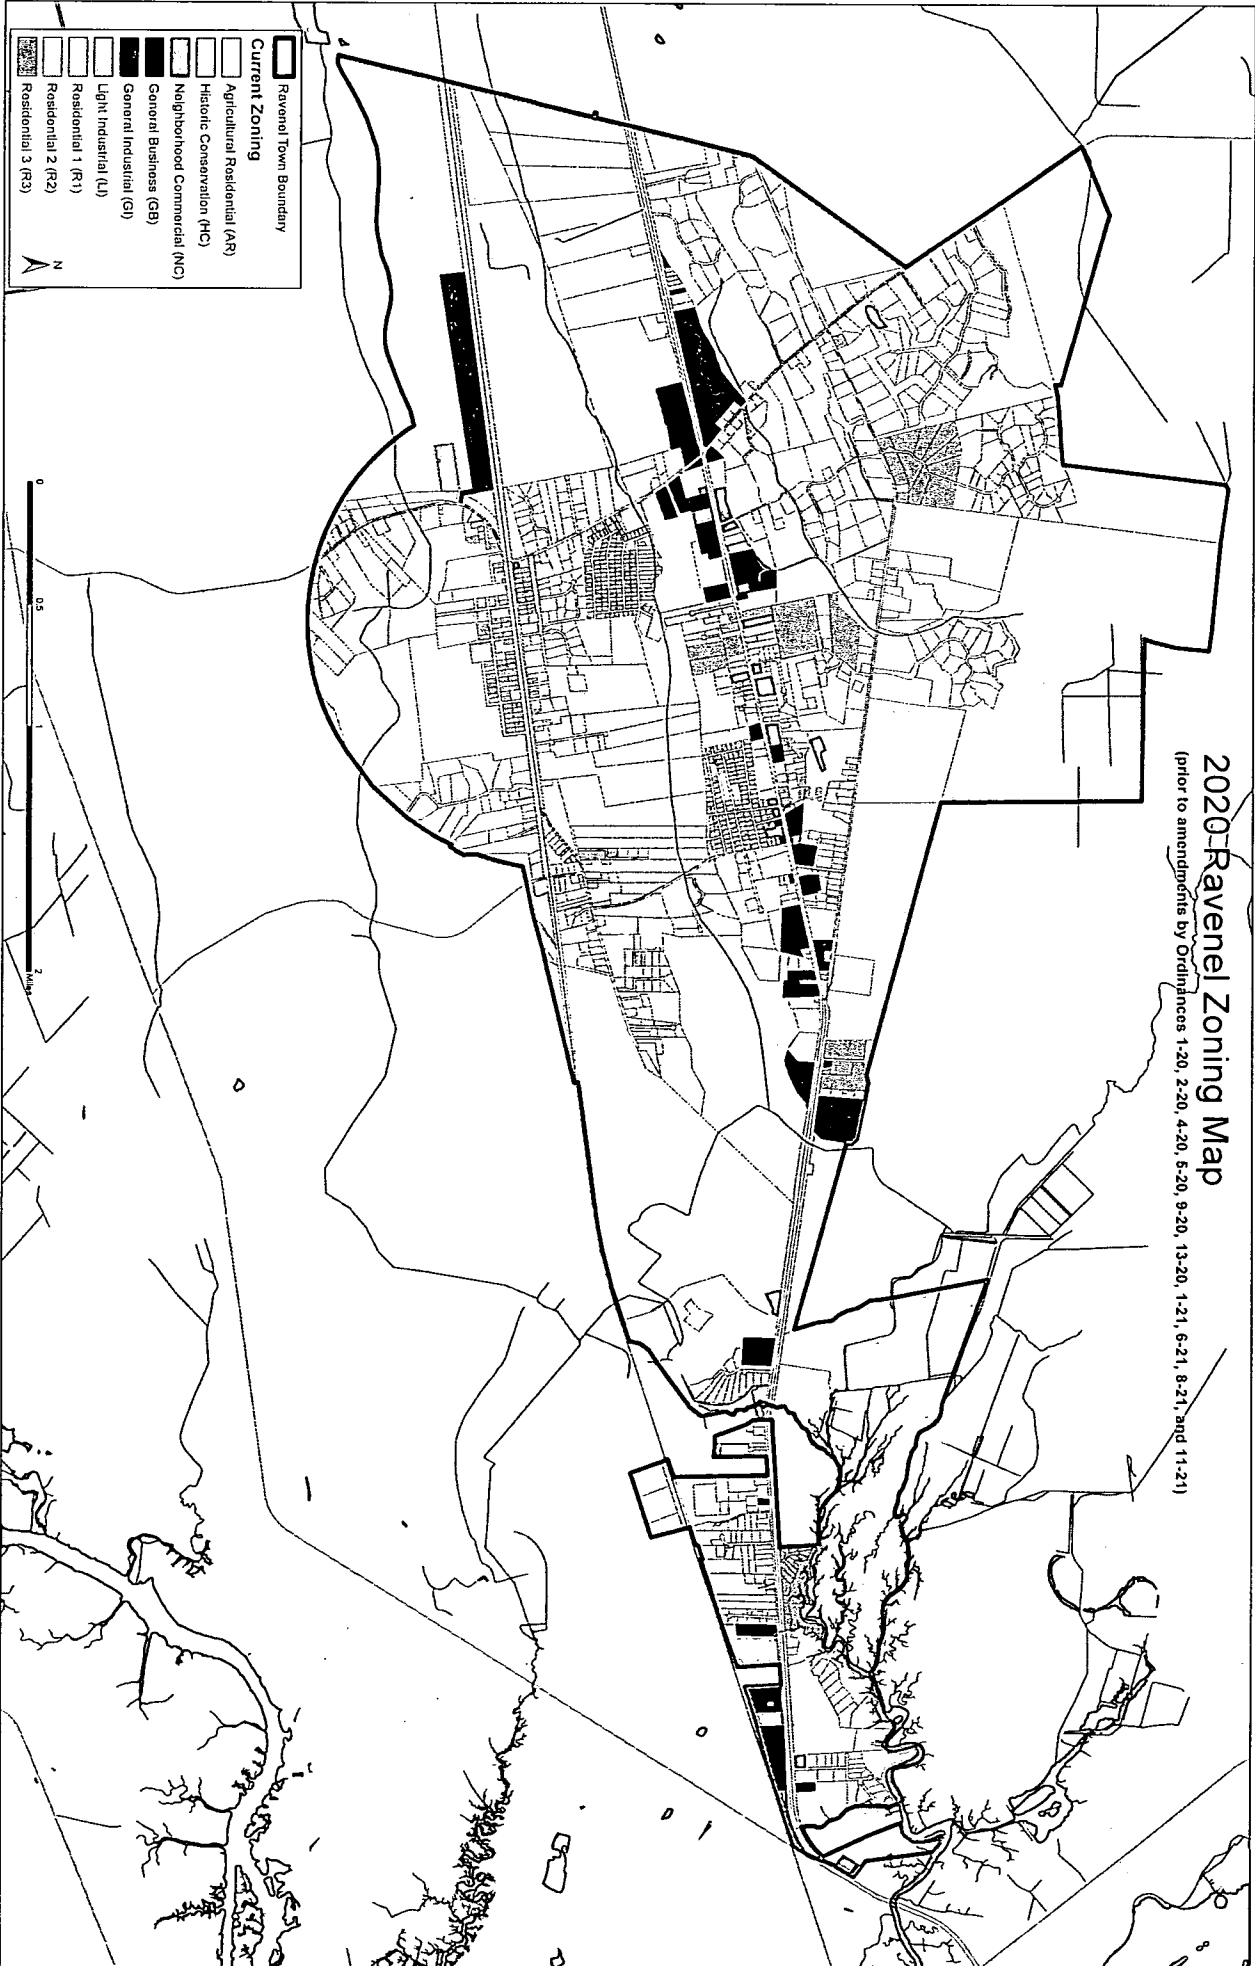 2020 Ravenel Zoning Map
(prior to amendments by Ordinances 1-20, 2-20, 4-20, 5-20, 9-20, 13-20, 1-21, 6-21, 8-21, and 11-21)
Ravenel Town Boundary
Current Zoning
Agricultural Residential (AR)
Historic Conservation (HC)
Neighborhood Commercial (NC)
General Business (GB)
General Industrial (GI)
Light Industrial (LI)
Residential 1 (R1)
Residential 2 (R2)
Residential 3 (R3)
N
0 0.5 1 2
Miles